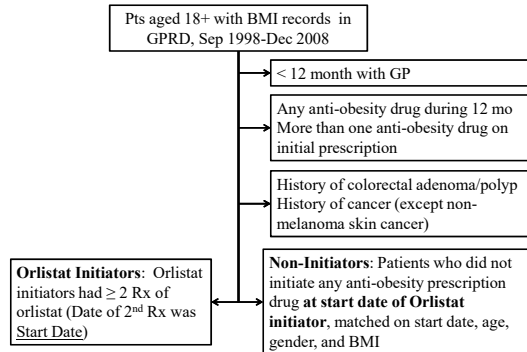 Pts aged 18+ with BMI records in
GPRD, Sep 1998-Dec 2008
< 12 month with GP
Any anti-obesity drug during 12 mo
More than one anti-obesity drug on
initial prescription
History of colorectal adenoma/polyp
History of cancer (except non-
melanoma skin cancer)
Orlistat Initiators: Orlistat
initiators had ≥ 2 Rx of
orlistat (Date of 2nd Rx was
Start Date)
Non-Initiators: Patients who did not
initiate any anti-obesity prescription
drug at start date of Orlistat
initiator, matched on start date, age,
gender, and BMI